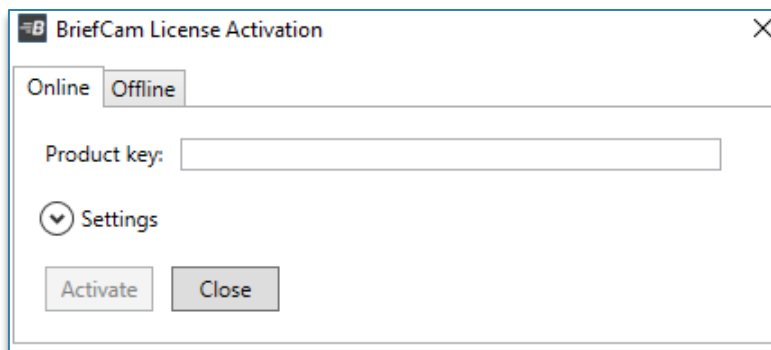 BriefCam License Activation
Online Offline
Product key:
Settings
Activate Close